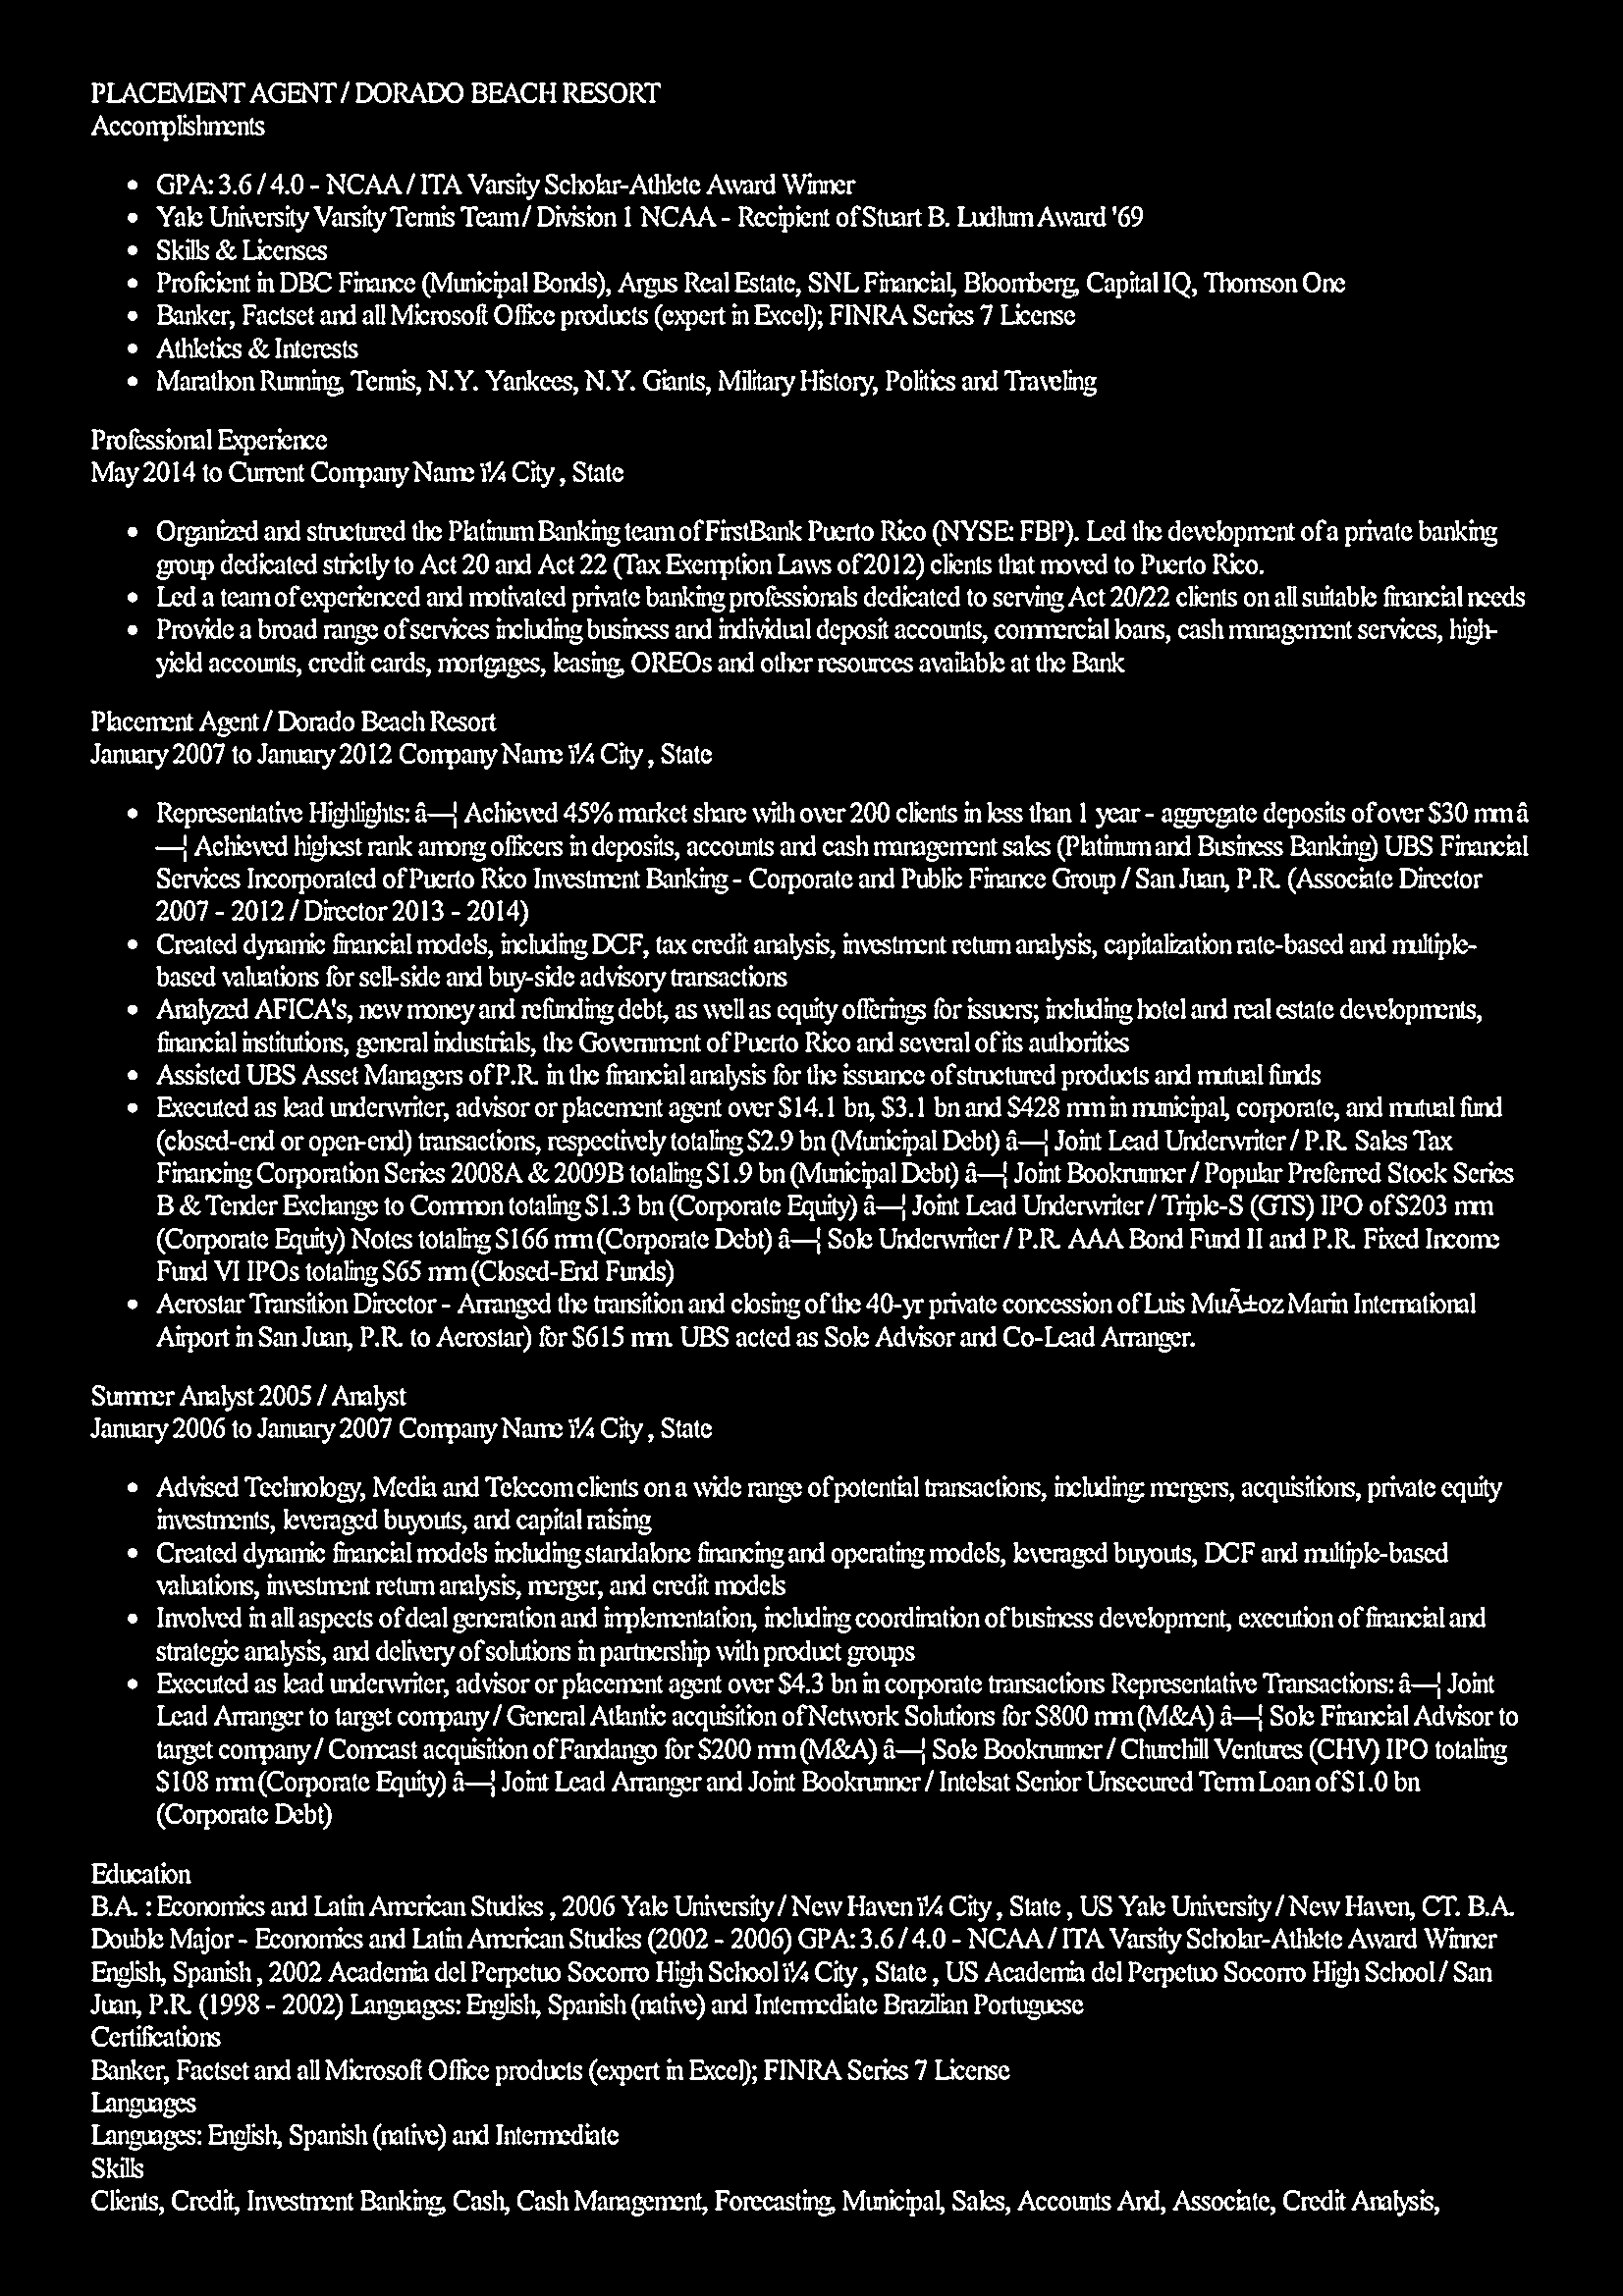 PLACEMENT AGENT / DORADO BEACH RESORT
Accomplishments
• GPA: 3.6 / 4.0 - NCAA / ITA Varsity Scholar-Athlete Award Winner
• Yale University Varsity Tennis Team / Division 1 NCAA - Recipient of Stuart B. Ludlum Award '69
• Skills & Licenses
• Proficient in DBC Finance (Municipal Bonds), Argus Real Estate, SNL Financial, Bloomberg, Capital IQ, Thomson One
• Banker, Factset and all Microsoft Office products (expert in Excel); FINRA Series 7 License
• Athletics & Interests
• Marathon Running, Tennis, N.Y. Yankees, N.Y. Giants, Military History, Politics and Traveling
Professional Experience
May 2014 to Current Company Name ï¼ City , State
• Organized and structured the Platinum Banking team of FirstBank Puerto Rico (NYSE: FBP). Led the development of a private banking
group dedicated strictly to Act 20 and Act 22 (Tax Exemption Laws of 2012) clients that moved to Puerto Rico.
• Led a team of experienced and motivated private banking professionals dedicated to serving Act 20/22 clients on all suitable financial needs
• Provide a broad range of services including business and individual deposit accounts, commercial loans, cash management services, high-
yield accounts, credit cards, mortgages, leasing, OREOs and other resources available at the Bank
Placement Agent / Dorado Beach Resort
January 2007 to January 2012 Company Name ï¼ City , State
• Representative Highlights: â—¦ Achieved 45% market share with over 200 clients in less than 1 year - aggregate deposits of over $30 mm â
—¦ Achieved highest rank among officers in deposits, accounts and cash management sales (Platinum and Business Banking) UBS Financial
Services Incorporated of Puerto Rico Investment Banking - Corporate and Public Finance Group / San Juan, P.R. (Associate Director
2007 - 2012 / Director 2013 - 2014)
• Created dynamic financial models, including DCF, tax credit analysis, investment return analysis, capitalization rate-based and multiple-
based valuations for sell-side and buy-side advisory transactions
• Analyzed AFICA's, new money and refunding debt, as well as equity offerings for issuers; including hotel and real estate developments,
financial institutions, general industrials, the Government of Puerto Rico and several of its authorities
• Assisted UBS Asset Managers of P.R. in the financial analysis for the issuance of structured products and mutual funds
• Executed as lead underwriter, advisor or placement agent over $14.1 bn, $3.1 bn and $428 mm in municipal, corporate, and mutual fund
(closed-end or open-end) transactions, respectively totaling $2.9 bn (Municipal Debt) â—¦ Joint Lead Underwriter / P.R. Sales Tax
Financing Corporation Series 2008A & 2009B totaling $1.9 bn (Municipal Debt) â—¦ Joint Bookrunner / Popular Preferred Stock Series
B & Tender Exchange to Common totaling $1.3 bn (Corporate Equity) â—¦ Joint Lead Underwriter / Triple-S (GTS) IPO of $203 mm
(Corporate Equity) Notes totaling $166 mm (Corporate Debt) â—¦ Sole Underwriter / P.R. AAA Bond Fund II and P.R. Fixed Income
Fund VI IPOs totaling $65 mm (Closed-End Funds)
• Aerostar Transition Director - Arranged the transition and closing of the 40-yr private concession of Luis MuÃ±oz Marin International
Airport in San Juan, P.R. to Aerostar) for $615 mm. UBS acted as Sole Advisor and Co-Lead Arranger.
Summer Analyst 2005 / Analyst
January 2006 to January 2007 Company Name ï¼ City , State
• Advised Technology, Media and Telecom clients on a wide range of potential transactions, including: mergers, acquisitions, private equity
investments, leveraged buyouts, and capital raising
• Created dynamic financial models including standalone financing and operating models, leveraged buyouts, DCF and multiple-based
valuations, investment return analysis, merger, and credit models
• Involved in all aspects of deal generation and implementation, including coordination of business development, execution of financial and
strategic analysis, and delivery of solutions in partnership with product groups
• Executed as lead underwriter, advisor or placement agent over $4.3 bn in corporate transactions Representative Transactions: â—¦ Joint
Lead Arranger to target company / General Atlantic acquisition of Network Solutions for $800 mm (M&A) â—¦ Sole Financial Advisor to
target company / Comcast acquisition of Fandango for $200 mm (M&A) â—¦ Sole Bookrunner / Churchill Ventures (CHV) IPO totaling
$108 mm (Corporate Equity) â—¦ Joint Lead Arranger and Joint Bookrunner / Intelsat Senior Unsecured Term Loan of $1.0 bn
(Corporate Debt)
Education
B.A. : Economics and Latin American Studies , 2006 Yale University / New Haven ï¼ City , State , US Yale University / New Haven, CT. B.A.
Double Major - Economics and Latin American Studies (2002 - 2006) GPA: 3.6 / 4.0 - NCAA / ITA Varsity Scholar-Athlete Award Winner
English, Spanish , 2002 Academia del Perpetuo Socorro High School ï¼ City , State , US Academia del Perpetuo Socorro High School / San
Juan, P.R. (1998 - 2002) Languages: English, Spanish (native) and Intermediate Brazilian Portuguese
Certifications
Banker, Factset and all Microsoft Office products (expert in Excel); FINRA Series 7 License
Languages
Languages: English, Spanish (native) and Intermediate
Skills
Clients, Credit, Investment Banking, Cash, Cash Management, Forecasting, Municipal, Sales, Accounts And, Associate, Credit Analysis,